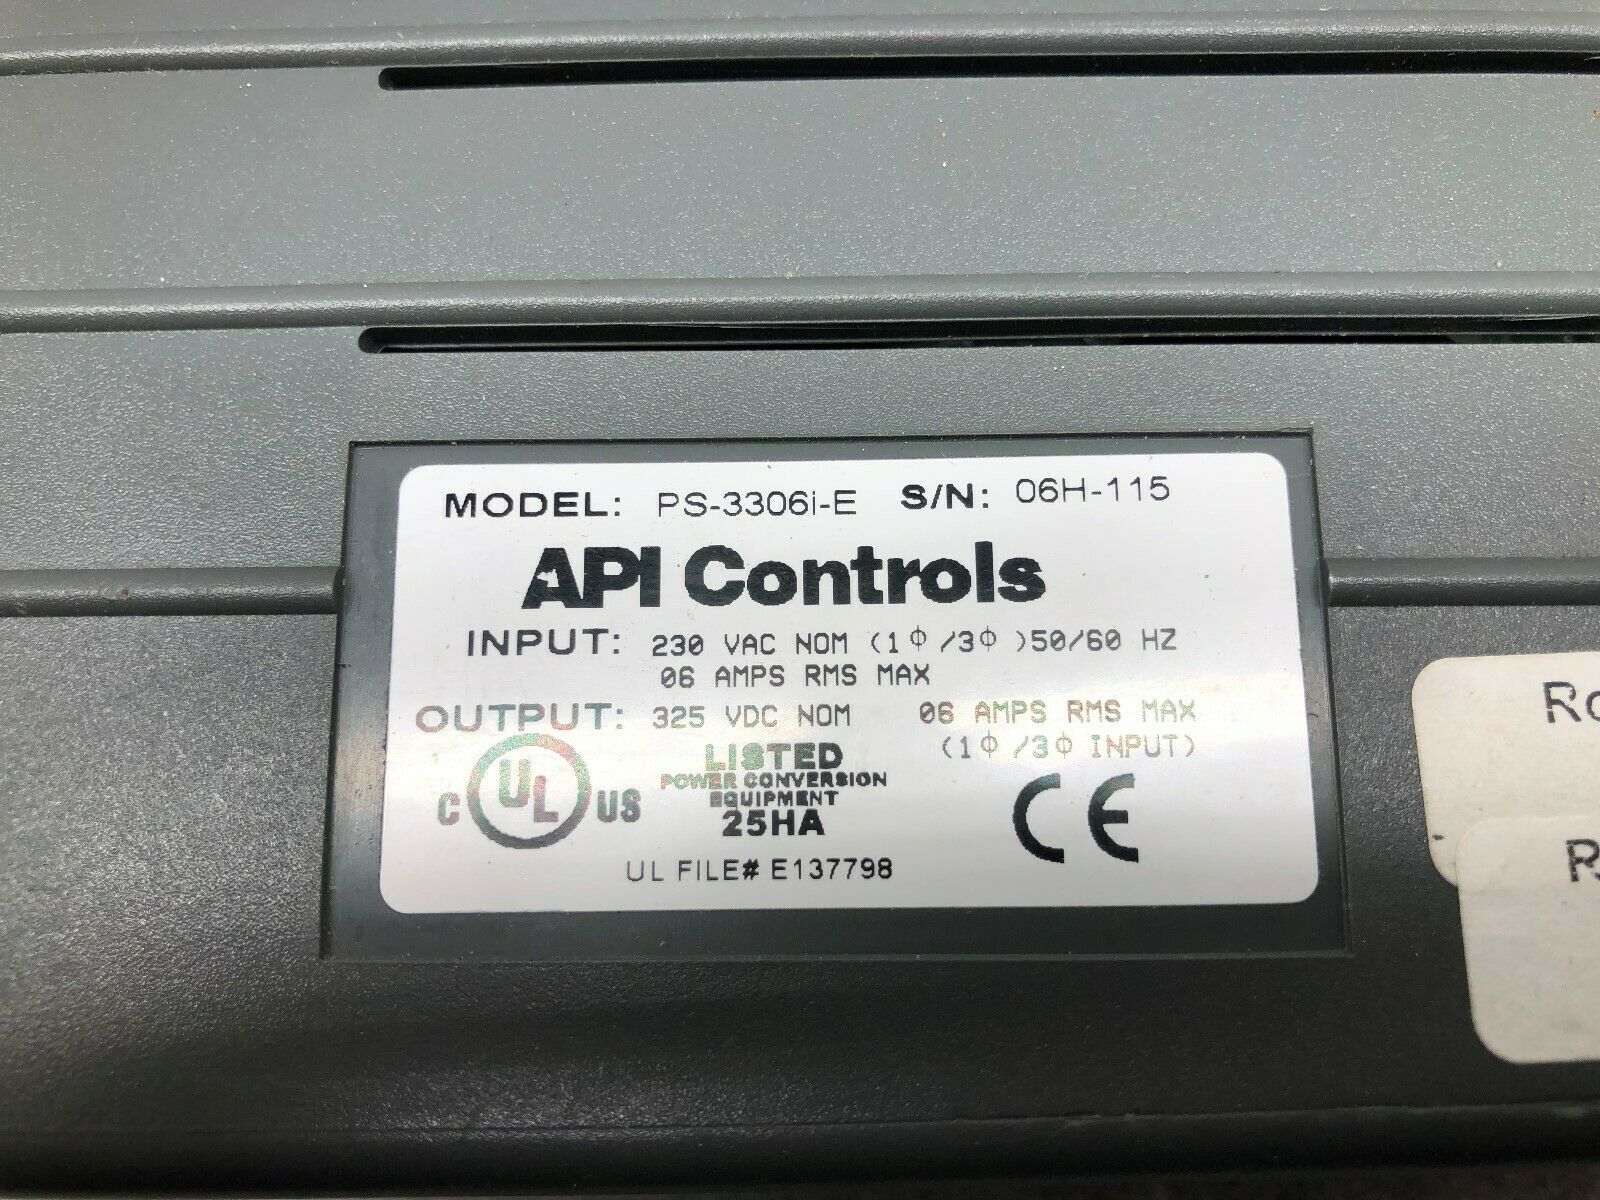 MODEL: PS-3306i-E S/N: 06H-115
API Controls
INPUT: 230 VAC NOM (1Φ/3Φ)50/60 HZ
06 AMPS RMS MAX
OUTPUT: 325 VDC NOM 06 AMPS RMS MAX
(1Φ/3Φ INPUT)
C UL US
LISTED
POWER CONVERSION
EQUIPMENT
25HA
CE
UL FILE# E137798